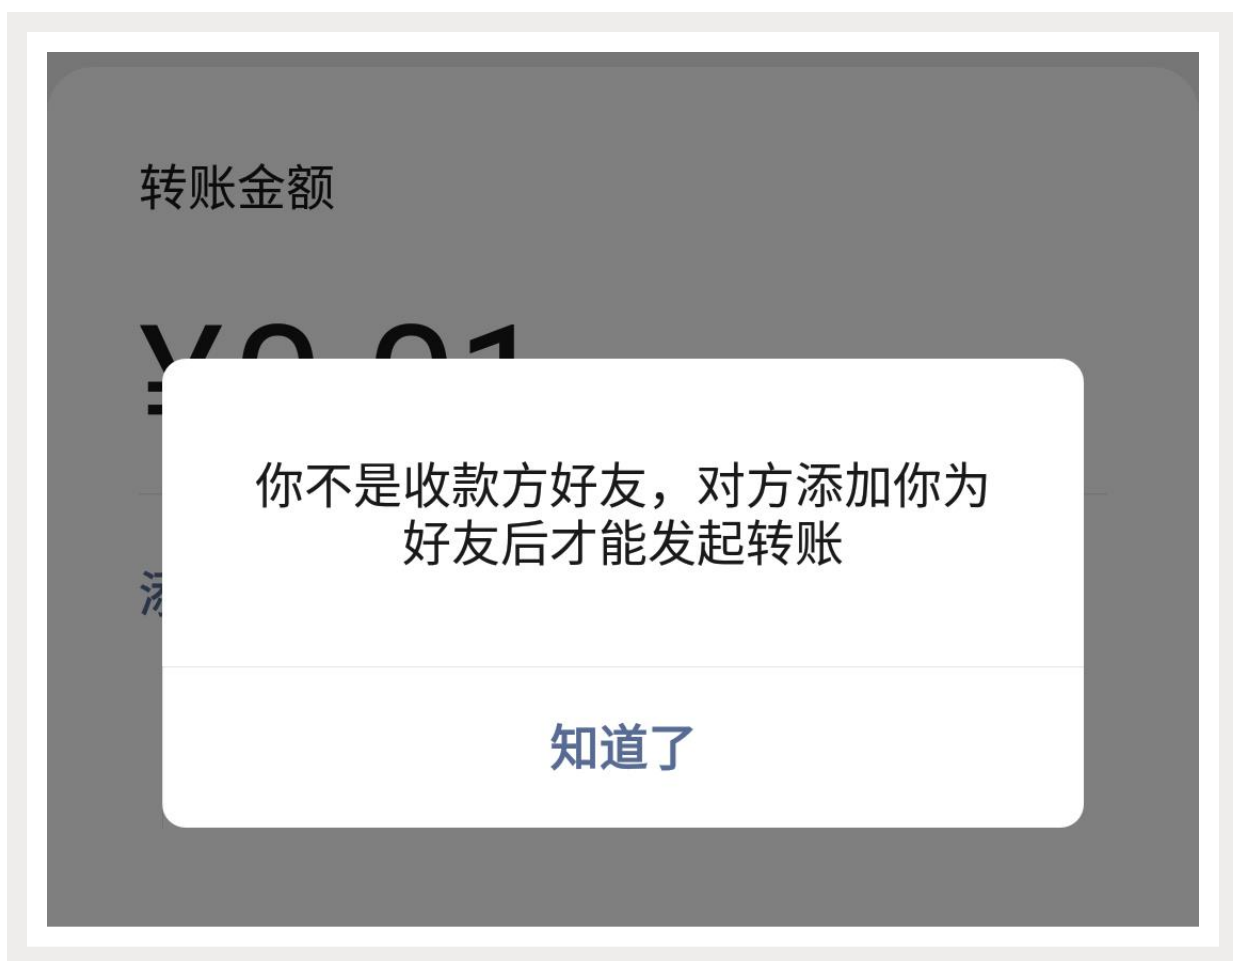 转账金额
你不是收款方好友，对方添加你为
好友后才能发起转账
知道了